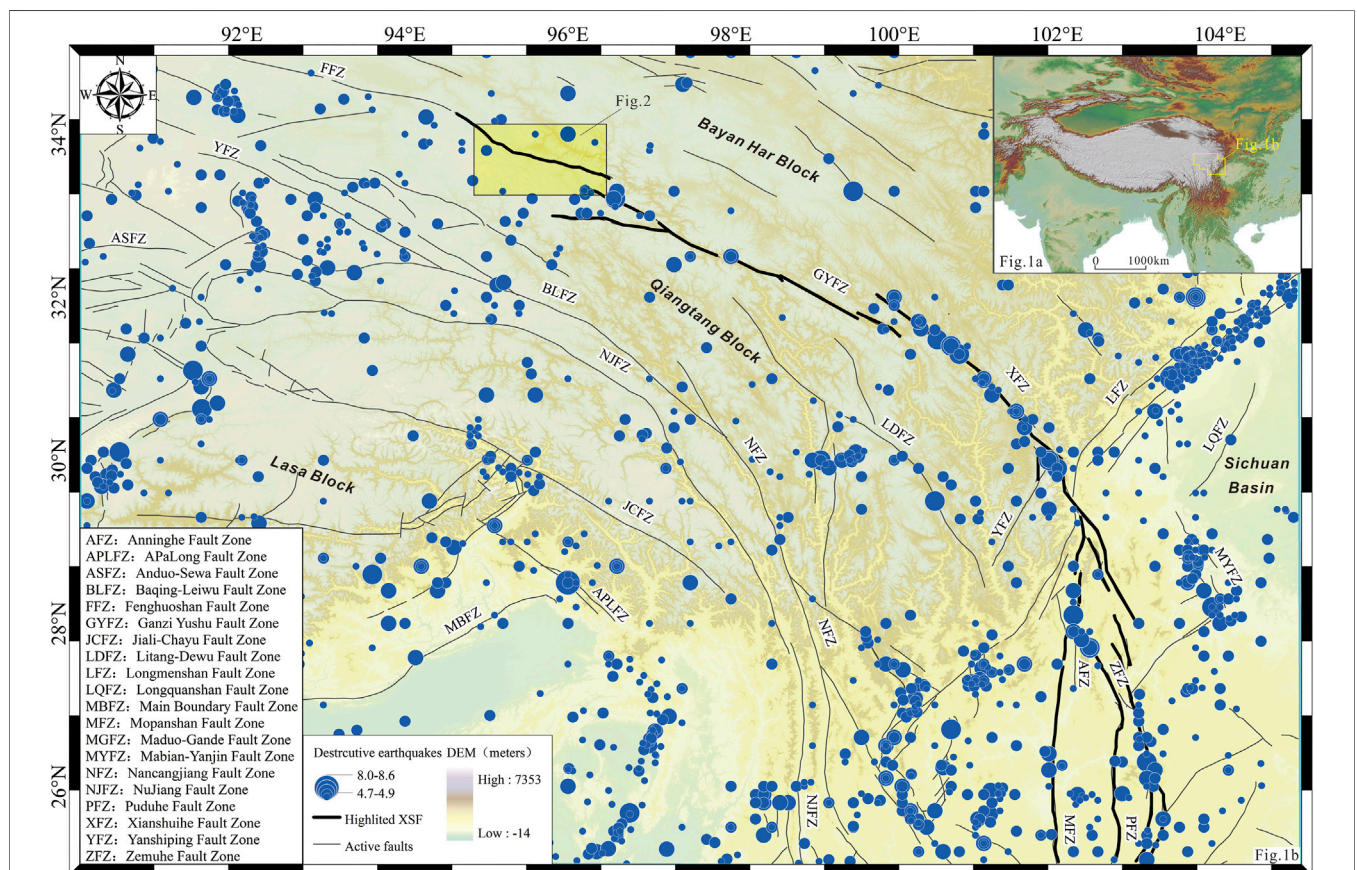 92°E 94°E 96°E 98°E 100°E 102°E 104°E
34°N
32°N
30°N
28°N
26°N
N
W E
S
FFZ
Fig.2
Bayan Har Block
Fig.1b
Fig.1a
0 1000km
YFZ
ASFZ
BLFZ
GYFZ
Qiangtang Block
NJFZ
XFZ
LFZ
LDFZ
LQFZ
NFZ
Sichuan
Basin
Lasa Block
JCFZ
YFZ
MYFZ
APLFZ
MBFZ
NFZ
AFZ
ZFZ
NJFZ
MFZ
PFZ
AFZ: Anninghe Fault Zone
APLFZ: APaLong Fault Zone
ASFZ: Anduo-Sewa Fault Zone
BLFZ: Baqing-Leiwu Fault Zone
FFZ: Fenghuoshan Fault Zone
GYFZ: Ganzi Yushu Fault Zone
JCFZ: Jiali-Chayu Fault Zone
LDFZ: Litang-Dewu Fault Zone
LFZ: Longmenshan Fault Zone
LQFZ: Longquanshan Fault Zone
MBFZ: Main Boundary Fault Zone
MFZ: Mopanshan Fault Zone
MGFZ: Maduo-Gande Fault Zone
MYFZ: Mabian-Yanjin Fault Zone
NFZ: Nancangjiang Fault Zone
NJFZ: NuJiang Fault Zone
PFZ: Puduhe Fault Zone
XFZ: Xianshuihe Fault Zone
YFZ: Yanshiping Fault Zone
ZFZ: Zemuhe Fault Zone
Destrcutive earthquakes DEM（meters）
8.0-8.6
4.7-4.9
High : 7353
Low : -14
Highlited XSF
Active faults
Fig.1b